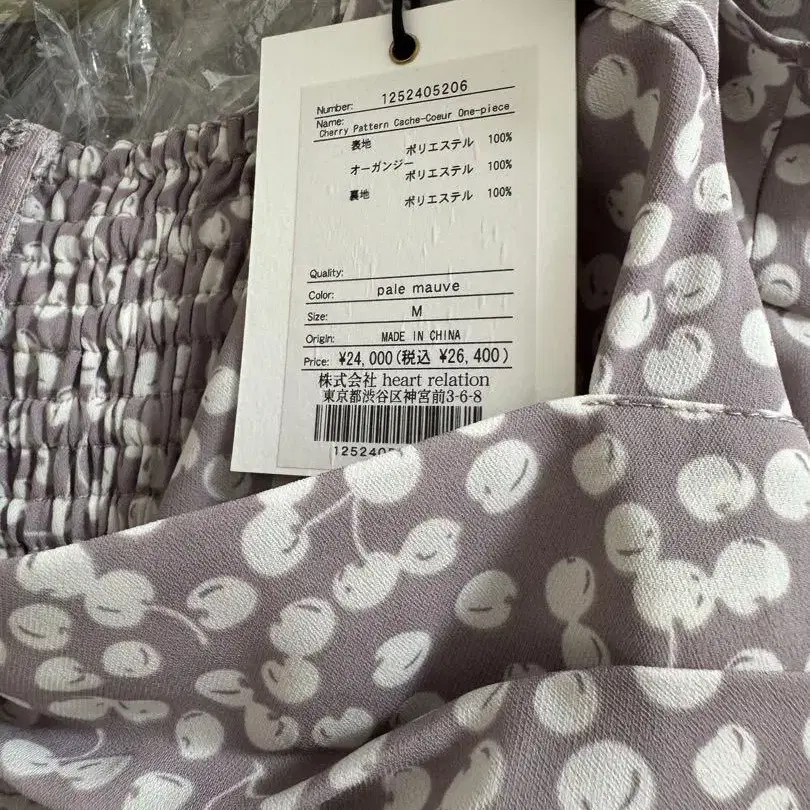 Number: 1252405206
Name: Cherry Pattern Cache-Coeur One-piece
表地 ポリエステル 100%
オーガンジー ポリエステル 100%
裏地 ポリエステル 100%
Quality:
Color: pale mauve
Size: M
Origin: MADE IN CHINA
Price: ¥24,000(税込 ¥26,400)
株式会社 heart relation
東京都渋谷区神宮前3-6-8
1252405